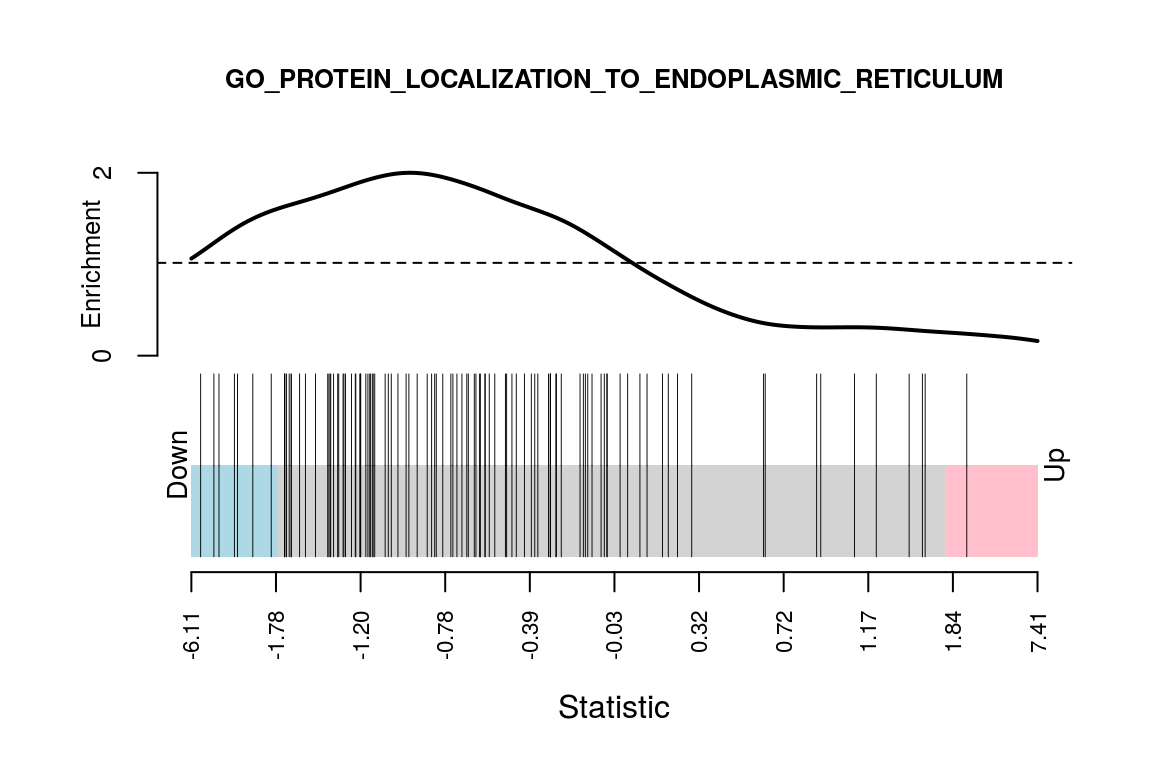 GO_PROTEIN_LOCALIZATION_TO_ENDOPLASMIC_RETICULUM
Enrichment
2
0
Down
Up
-6.11 -1.78 -1.20 -0.78 -0.39 -0.03 0.32 0.72 1.17 1.84 7.41
Statistic